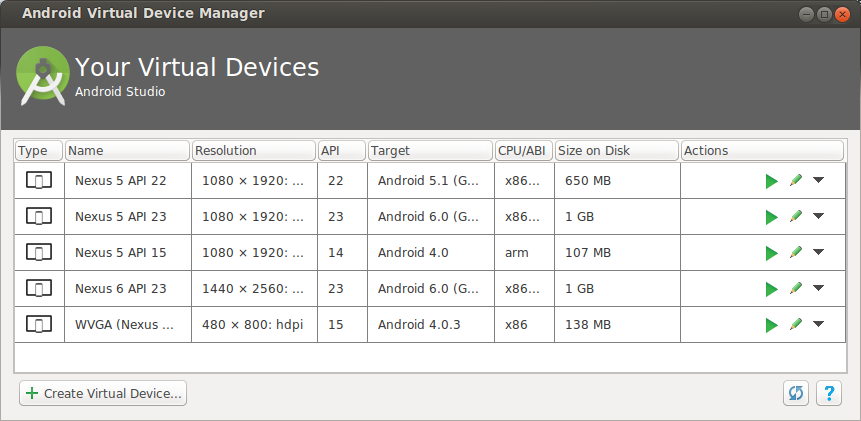 Android Virtual Device Manager
Your Virtual Devices
Android Studio
Type Name Resolution API Target CPU/ABI Size on Disk Actions
Nexus 5 API 22 1080 × 1920: ... 22 Android 5.1 (G... x86... 650 MB
Nexus 5 API 23 1080 × 1920: ... 23 Android 6.0 (G... x86... 1 GB
Nexus 5 API 15 1080 × 1920: ... 14 Android 4.0 arm 107 MB
Nexus 6 API 23 1440 × 2560: ... 23 Android 6.0 (G... x86... 1 GB
WVGA (Nexus ... 480 × 800: hdpi 15 Android 4.0.3 x86 138 MB
Create Virtual Device... ?